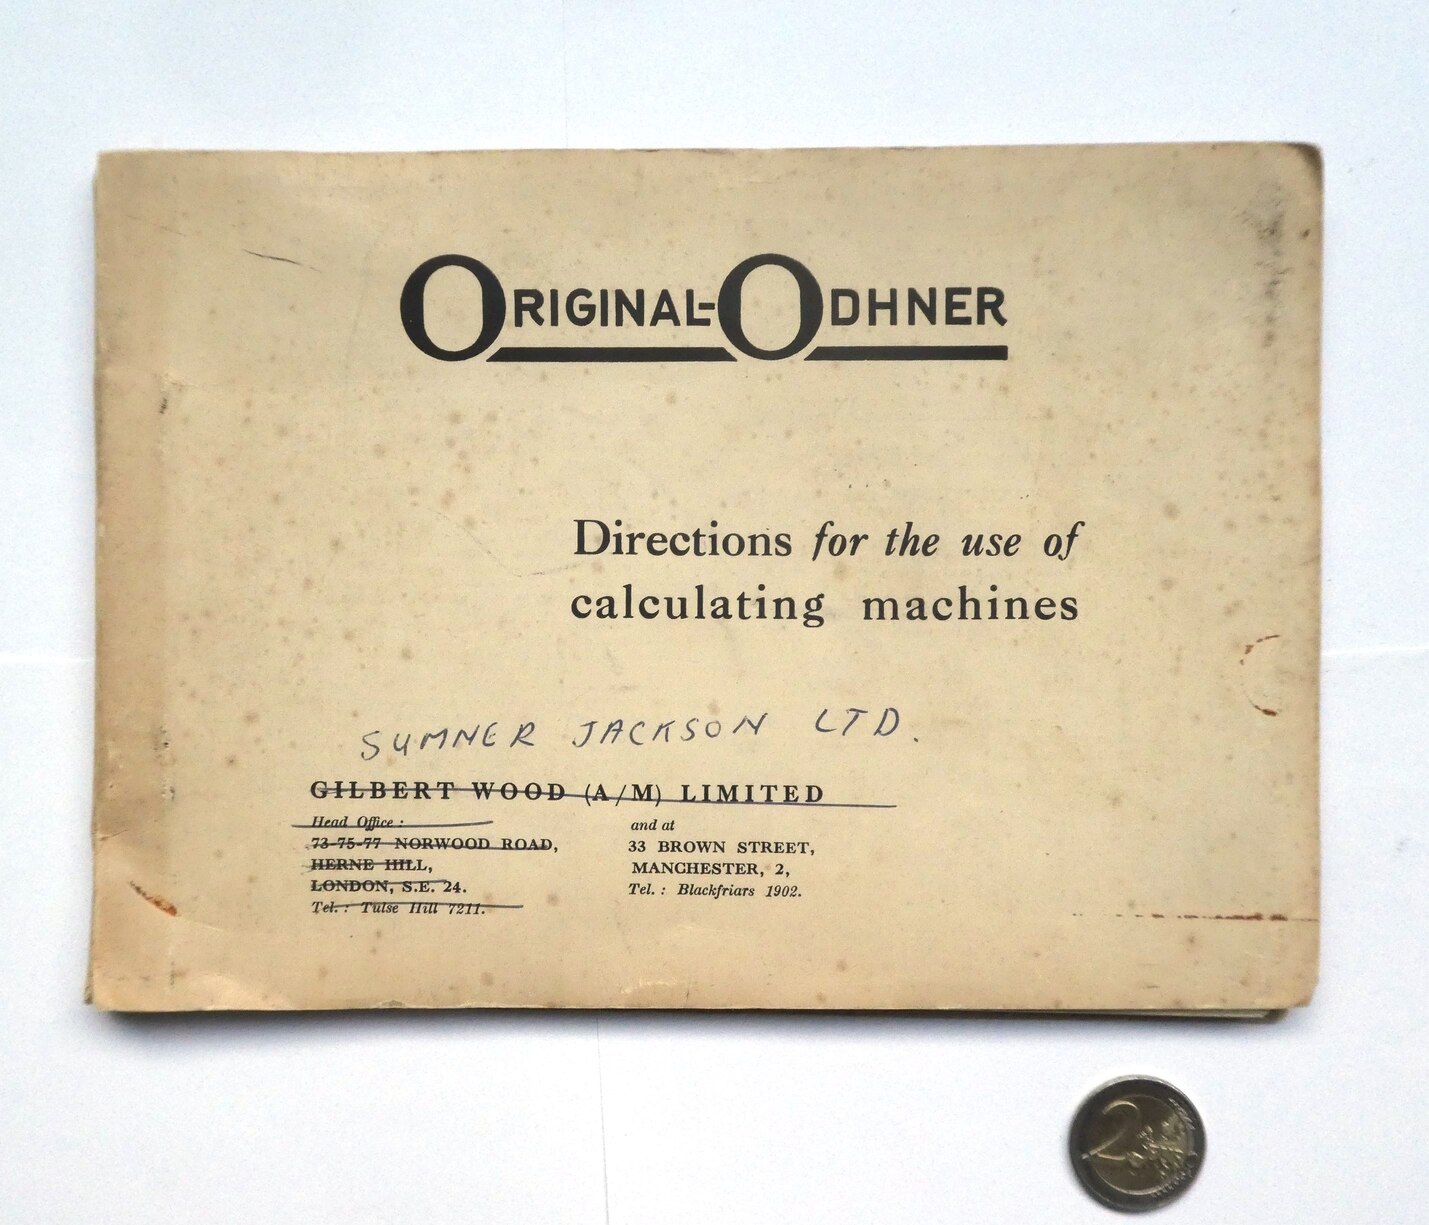 ORIGINAL-ODHNER
Directions for the use of
calculating machines
SUMNER JACKSON LTD.
GILBERT WOOD (A/M) LIMITED
Head Office:
73-75-77 NORWOOD ROAD,
HERNE HILL,
LONDON, S.E. 24.
Tel.: Tulse Hill 7211.
and at
33 BROWN STREET,
MANCHESTER, 2,
Tel.: Blackfriars 1902.
2